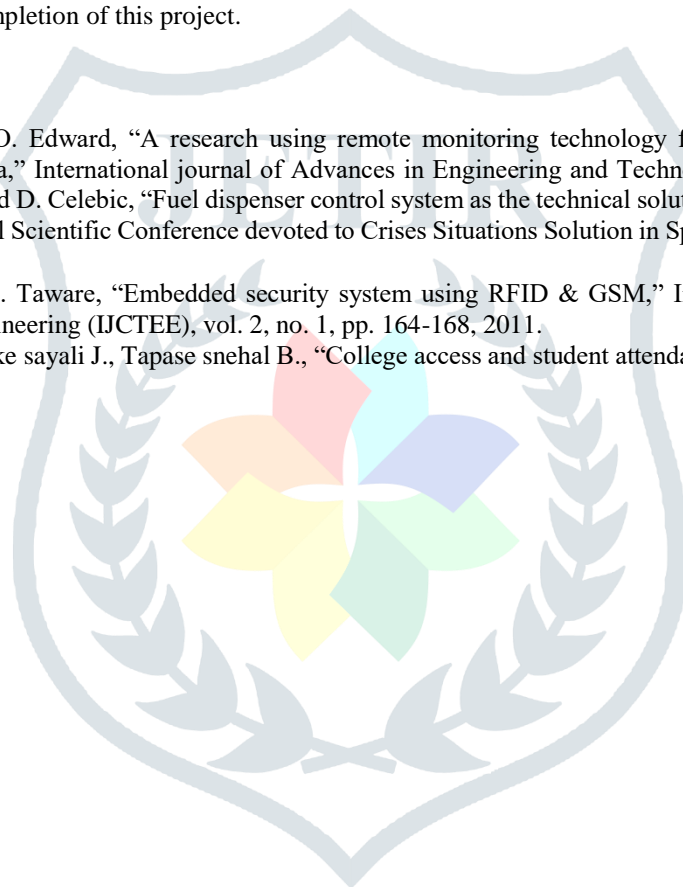 mpletion of this project.
JETIR
O. Edward, “A research using remote monitoring technology f
a,” International journal of Advances in Engineering and Techno
d D. Celebic, “Fuel dispenser control system as the technical solut
l Scientific Conference devoted to Crises Situations Solution in Sp
. Taware, “Embedded security system using RFID & GSM,” I
ineering (IJCTEE), vol. 2, no. 1, pp. 164-168, 2011.
ke sayali J., Tapase snehal B., “College access and student attenda